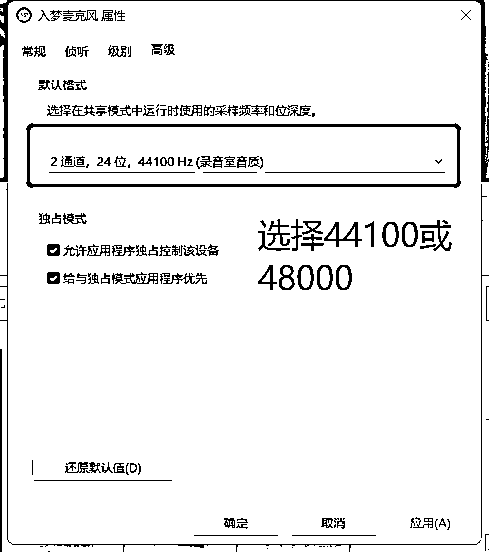 入梦麦克风 属性
常规 侦听 级别 高级
默认格式
选择在共享模式中运行时使用的采样频率和位深度。
2 通道，24 位，44100 Hz (录音室音质)
独占模式
允许应用程序独占控制该设备
给与独占模式应用程序优先
选择44100或
48000
还原默认值(D)
确定 取消 应用(A)